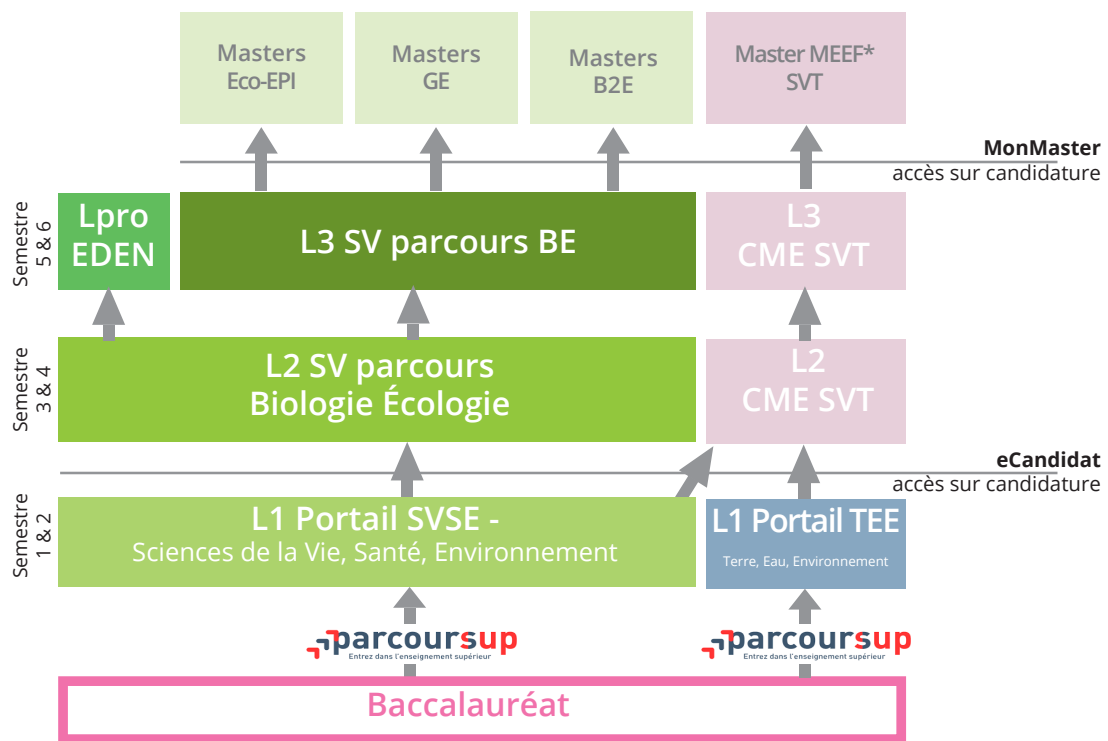 Masters
Eco-EPI
Masters
GE
Masters
B2E
Master MEEF*
SVT
MonMaster
accès sur candidature
Semestre
5 & 6
Lpro
EDEN
L3 SV parcours BE
L3
CME SVT
Semestre
3 & 4
L2 SV parcours
Biologie Écologie
L2
CME SVT
eCandidat
accès sur candidature
Semestre
1 & 2
L1 Portail SVSE -
Sciences de la Vie, Santé, Environnement
L1 Portail TEE
Terre, Eau, Environnement
parcoursup
Entrez dans l'enseignement supérieur
parcoursup
Entrez dans l'enseignement supérieur
Baccalauréat